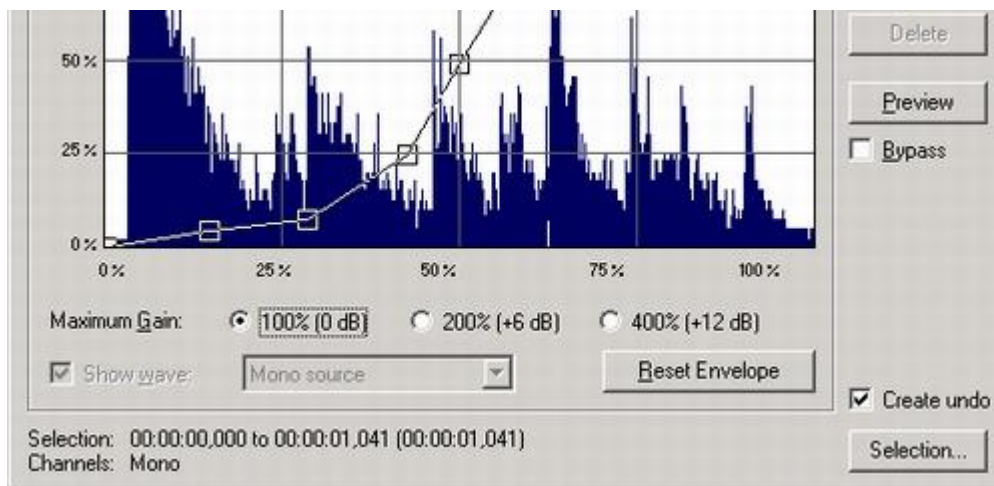 Delete
50 %
Preview
25 %
Bypass
0 %
0 % 25 % 50 % 75 % 100 %
Maximum Gain: 100% (0 dB) 200% (+6 dB) 400% (+12 dB)
Show wave: Mono source Reset Envelope
Create undo
Selection: 00:00:00,000 to 00:00:01,041 (00:00:01,041)
Channels: Mono
Selection...